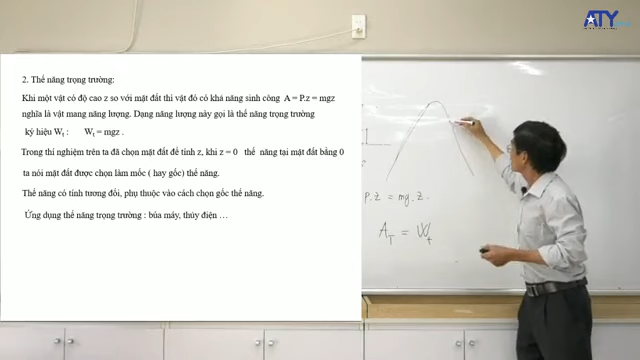 ATY
2. Thế năng trọng trường:
Khi một vật có độ cao z so với mặt đất thì vật đó có khả năng sinh công A = P.z = mgz
nghĩa là vật mang năng lượng. Dạng năng lượng này gọi là thế năng trọng trường
ký hiệu Wt : Wt = mgz .
Trong thí nghiệm trên ta đã chọn mặt đất để tính z, khi z = 0 thế năng tại mặt đất bằng 0
ta nói mặt đất được chọn làm mốc ( hay gốc) thế năng.
Thế năng có tính tương đối, phụ thuộc vào cách chọn gốc thế năng.
Ứng dụng thế năng trọng trường : búa máy, thủy điện …
P.Z = mg.Z.
AT = Wt